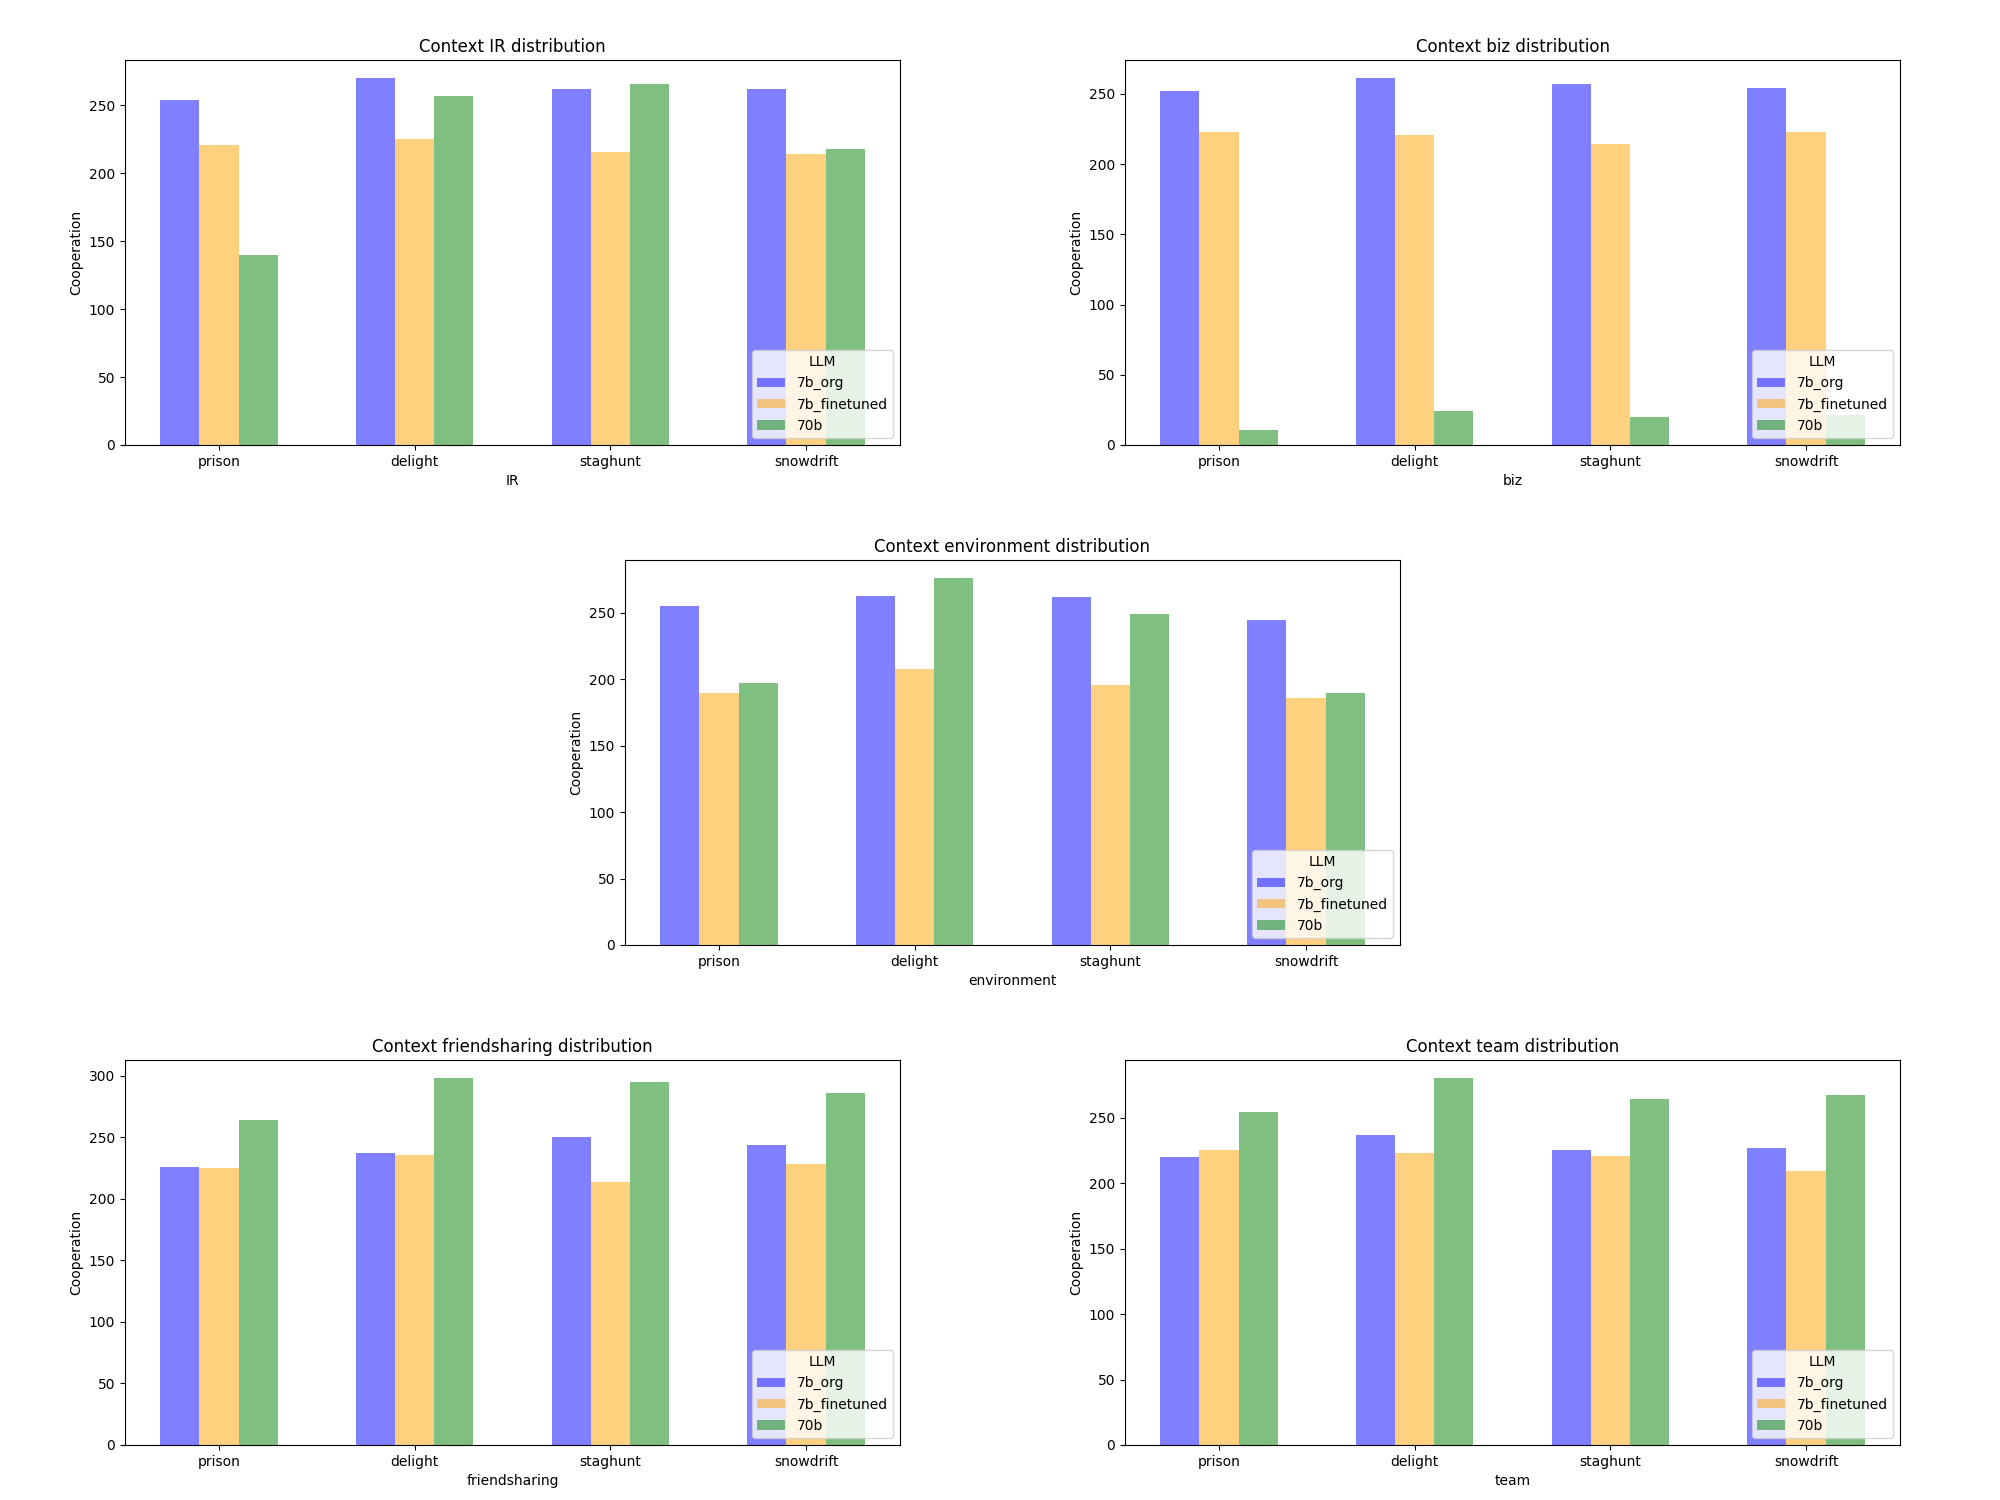 Context IR distribution
Cooperation
250
200
150
100
50
0
prison delight staghunt snowdrift
IR
LLM
7b_org
7b_finetuned
70b
Context biz distribution
Cooperation
250
200
150
100
50
0
prison delight staghunt snowdrift
biz
LLM
7b_org
7b_finetuned
70b
Context environment distribution
Cooperation
250
200
150
100
50
0
prison delight staghunt snowdrift
environment
LLM
7b_org
7b_finetuned
70b
Context friendsharing distribution
Cooperation
300
250
200
150
100
50
0
prison delight staghunt snowdrift
friendsharing
LLM
7b_org
7b_finetuned
70b
Context team distribution
Cooperation
250
200
150
100
50
0
prison delight staghunt snowdrift
team
LLM
7b_org
7b_finetuned
70b